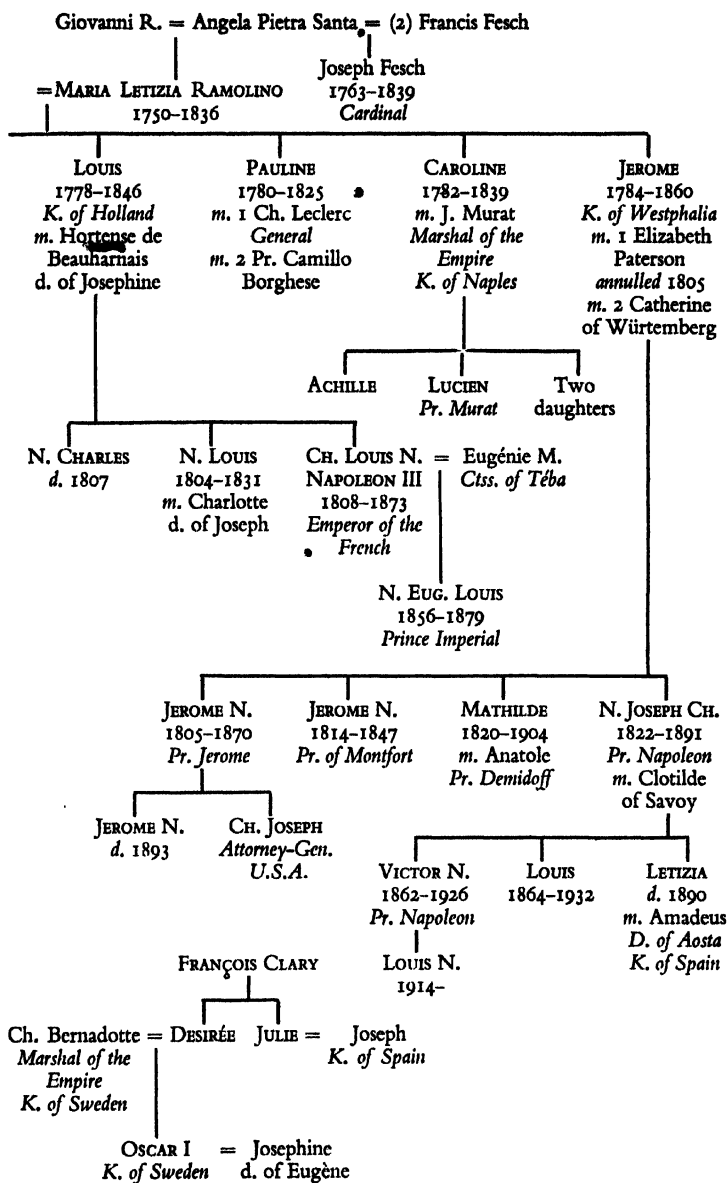 Giovanni R. = Angela Pietra Santa = (2) Francis Fesch
Joseph Fesch
1763–1839
Cardinal
= MARIA LETIZIA RAMOLINO
1750–1836
LOUIS
1778–1846
K. of Holland
m. Hortense de
Beauharnais
d. of Josephine
PAULINE
1780–1825
m. 1 Ch. Leclerc
General
m. 2 Pr. Camillo
Borghese
CAROLINE
1782–1839
m. J. Murat
Marshal of the
Empire
K. of Naples
JEROME
1784–1860
K. of Westphalia
m. 1 Elizabeth
Paterson
annulled 1805
m. 2 Catherine
of Würtemberg
ACHILLE
LUCIEN
Pr. Murat
Two
daughters
N. CHARLES
d. 1807
N. LOUIS
1804–1831
m. Charlotte
d. of Joseph
CH. LOUIS N. = Eugénie M.
NAPOLEON III
1808–1873
Emperor of the
French
Ctss. of Téba
N. EUG. LOUIS
1856–1879
Prince Imperial
JEROME N.
1805–1870
Pr. Jerome
JEROME N.
1814–1847
Pr. of Montfort
MATHILDE
1820–1904
m. Anatole
Pr. Demidoff
N. JOSEPH CH.
1822–1891
Pr. Napoleon
m. Clotilde
of Savoy
JEROME N.
d. 1893
CH. JOSEPH
Attorney-Gen.
U.S.A.
VICTOR N.
1862–1926
Pr. Napoleon
LOUIS
1864–1932
LETIZIA
d. 1890
m. Amadeus
D. of Aosta
K. of Spain
LOUIS N.
1914–
FRANÇOIS CLARY
Ch. Bernadotte = DESIRÉE
Marshal of the
Empire
K. of Sweden
JULIE = Joseph
K. of Spain
OSCAR I = Josephine
K. of Sweden d. of Eugène